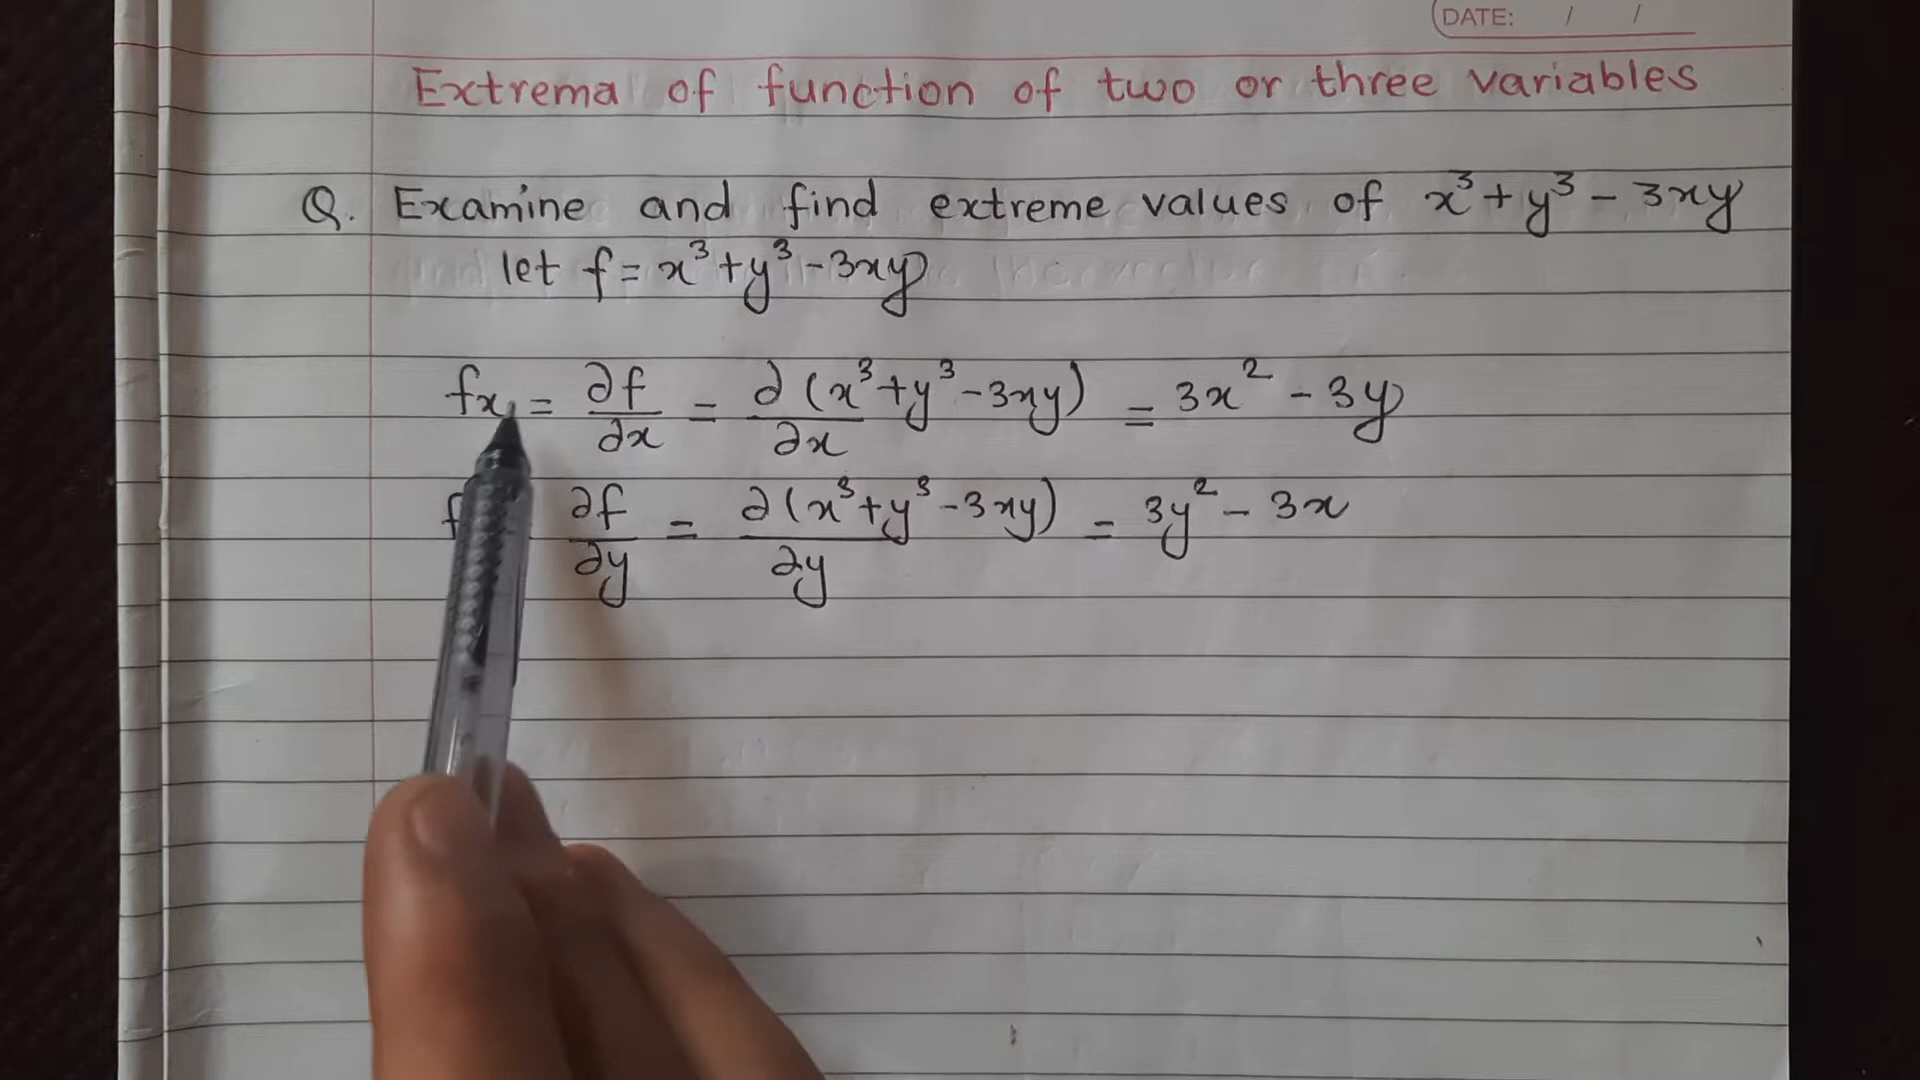 DATE: / /
Extrema of function of two or three variables
Q. Examine and find extreme values of x³ + y³ - 3xy
let f = x³ + y³ - 3xy
fx = ∂f/∂x = ∂(x³ + y³ - 3xy)/∂x = 3x² - 3y
f ∂f/∂y = ∂(x³ + y³ - 3xy)/∂y = 3y² - 3x